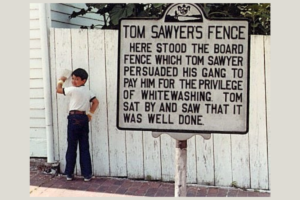 TOM SAWYER'S FENCE
HERE STOOD THE BOARD
FENCE WHICH TOM SAWYER
PERSUADED HIS GANG TO
PAY HIM FOR THE PRIVILEGE
OF WHITEWASHING. TOM
SAT BY AND SAW THAT IT
WAS WELL DONE.